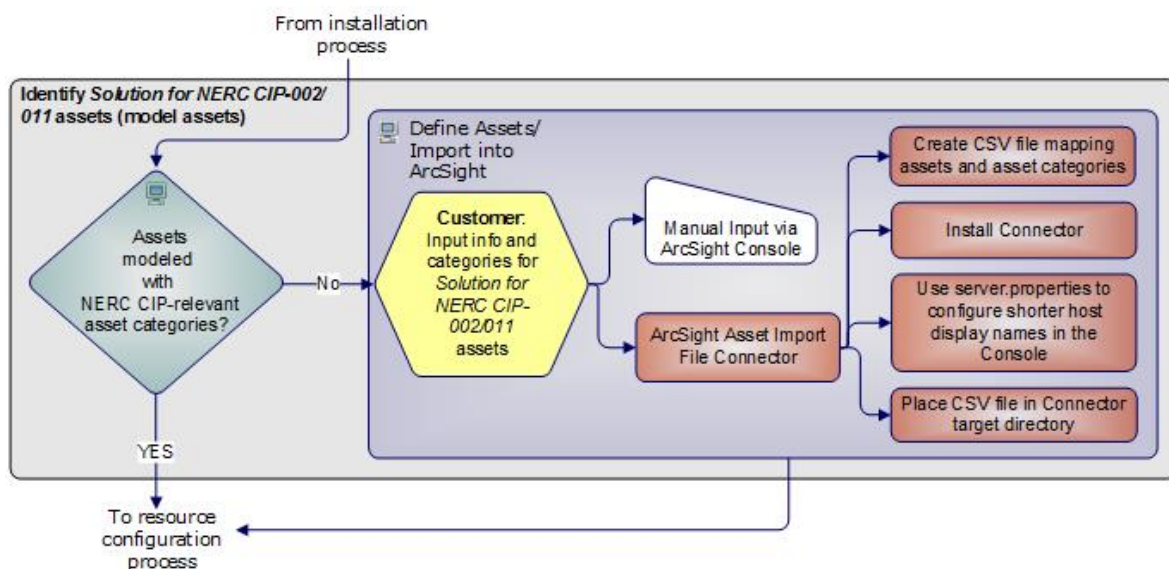 From installation
process
Identify Solution for NERC CIP-002/
011 assets (model assets)
Assets
modeled
with
NERC CIP-relevant
asset categories?
No
YES
Define Assets/
Import into
ArcSight
Customer:
Input info and
categories for
Solution for
NERC CIP-
002/011
assets
Manual Input via
ArcSight Console
ArcSight Asset Import
File Connector
Create CSV file mapping
assets and asset categories
Install Connector
Use server.properties to
configure shorter host
display names in the
Console
Place CSV file in Connector
target directory
To resource
configuration
process